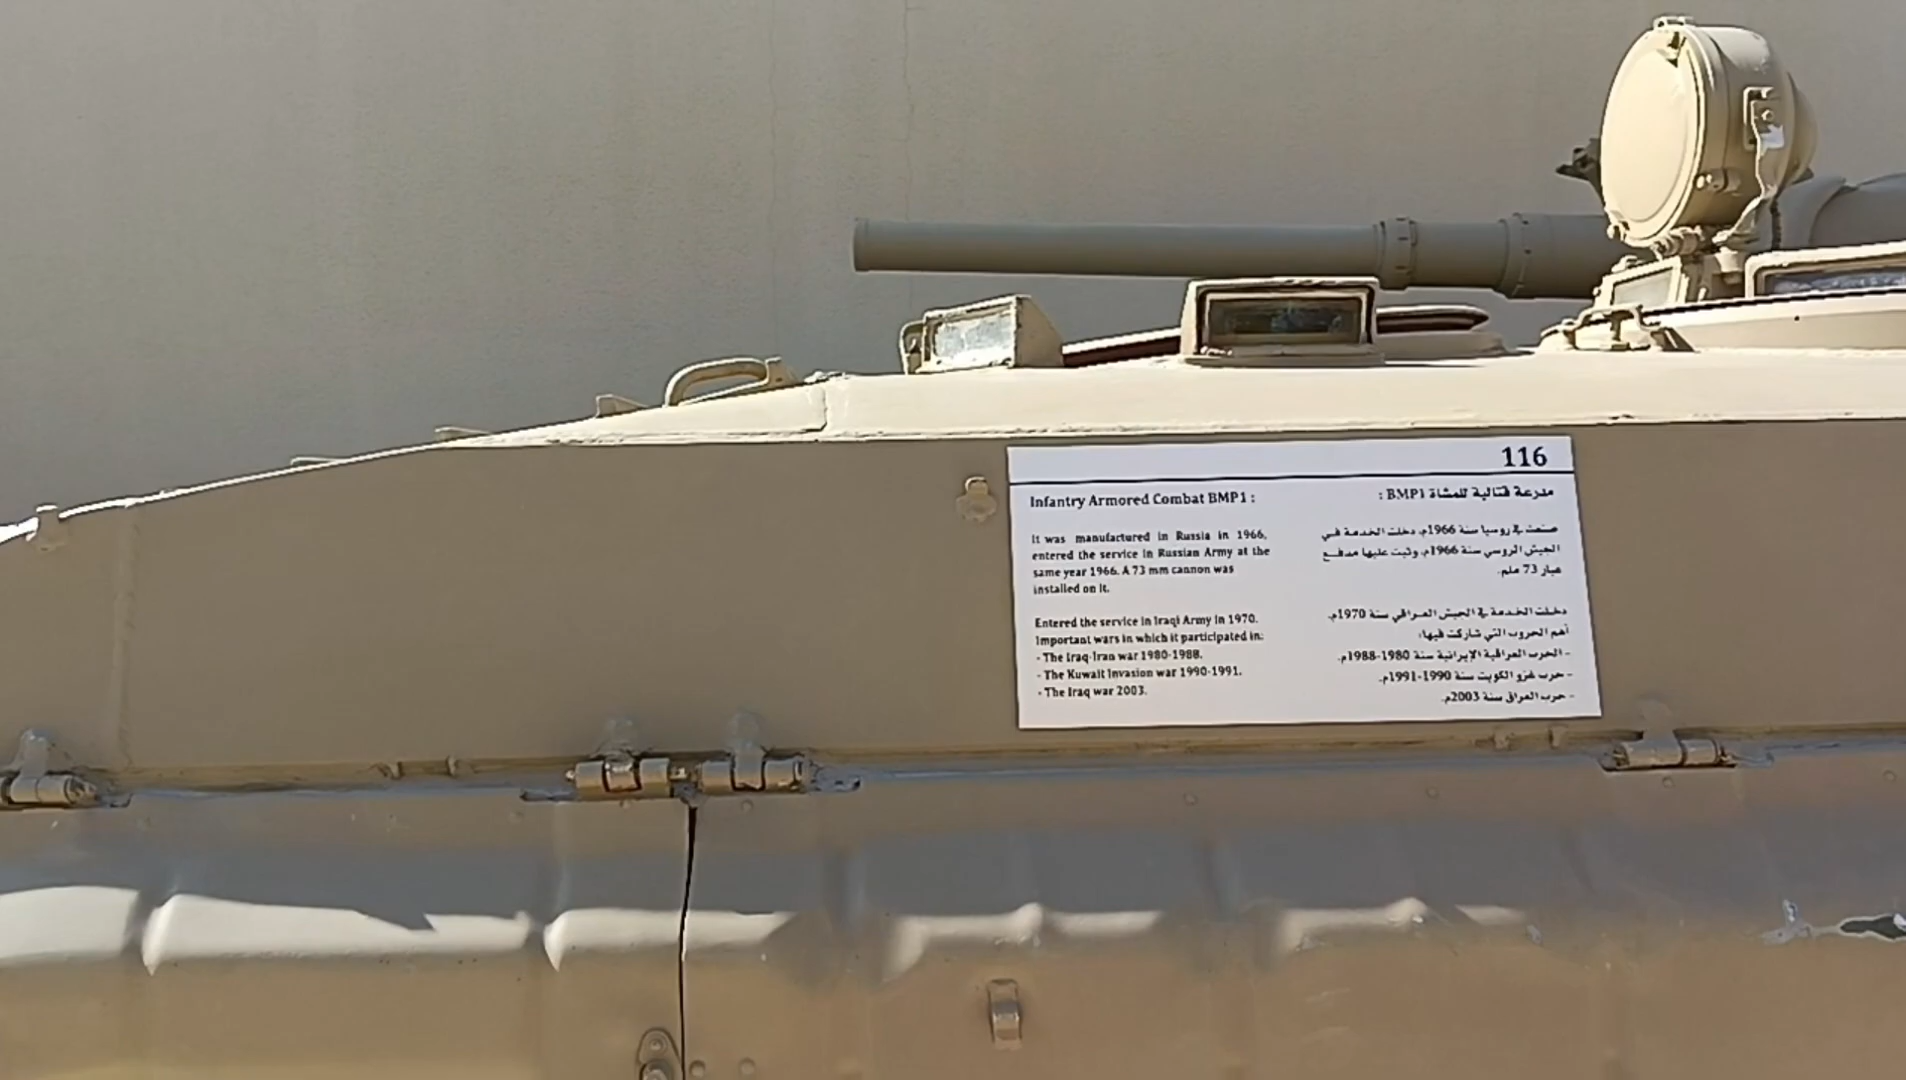 116
Infantry Armored Combat BMP1 :
It was manufactured in Russia in 1966,
entered the service in Russian Army at the
same year 1966. A 73 mm cannon was
installed on it.
Entered the service in Iraqi Army in 1970.
Important wars in which it participated in:
- The Iraq-Iran war 1980-1988.
- The Kuwait Invasion war 1990-1991.
- The Iraq war 2003.
مدرعة قتالية للمشاة BMP1 :
صنعت في روسيا سنة 1966م، دخلت الخدمة في
الجيش الروسي سنة 1966م، وثبت عليها مدفع
عيار 73 ملم.
دخلت الخدمة في الجيش العراقي سنة 1970م.
أهم الحروب التي شاركت فيها:
- الحرب العراقية الإيرانية سنة 1980-1988م.
- حرب غزو الكويت سنة 1990-1991م.
- حرب العراق سنة 2003م.